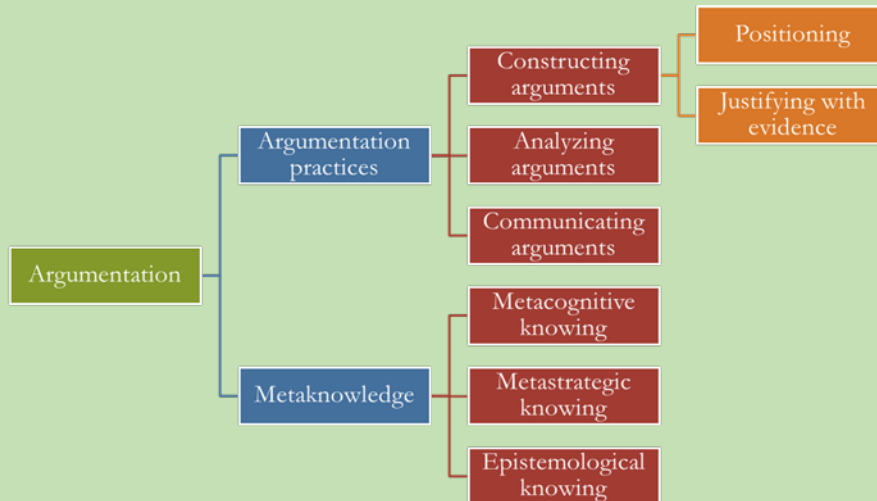 Argumentation
Argumentation
practices
Constructing
arguments
Positioning
Justifying with
evidence
Analyzing
arguments
Communicating
arguments
Metaknowledge
Metacognitive
knowing
Metastrategic
knowing
Epistemological
knowing